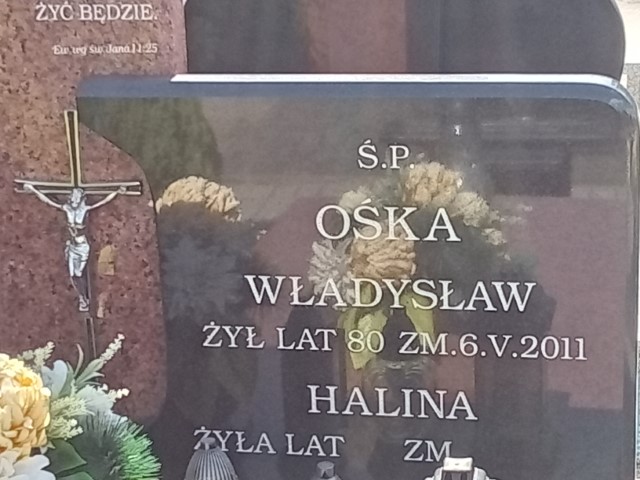 ŻYĆ BĘDZIE.
Ew wg św Jana 11:25
Ś.P.
OŚKA
WŁADYSŁAW
ŻYŁ LAT 80 ZM.6.V.2011
HALINA
ŻYŁA LAT ZM